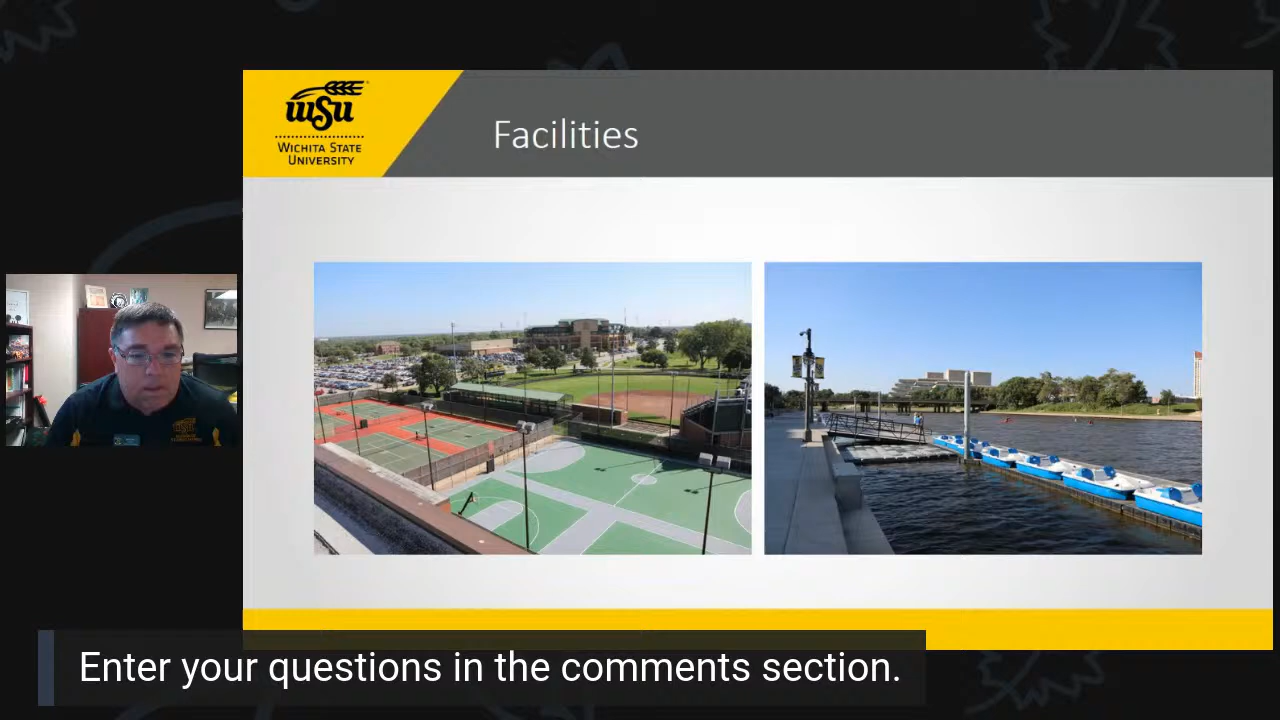 wsu
WICHITA STATE
UNIVERSITY
Facilities
Enter your questions in the comments section.